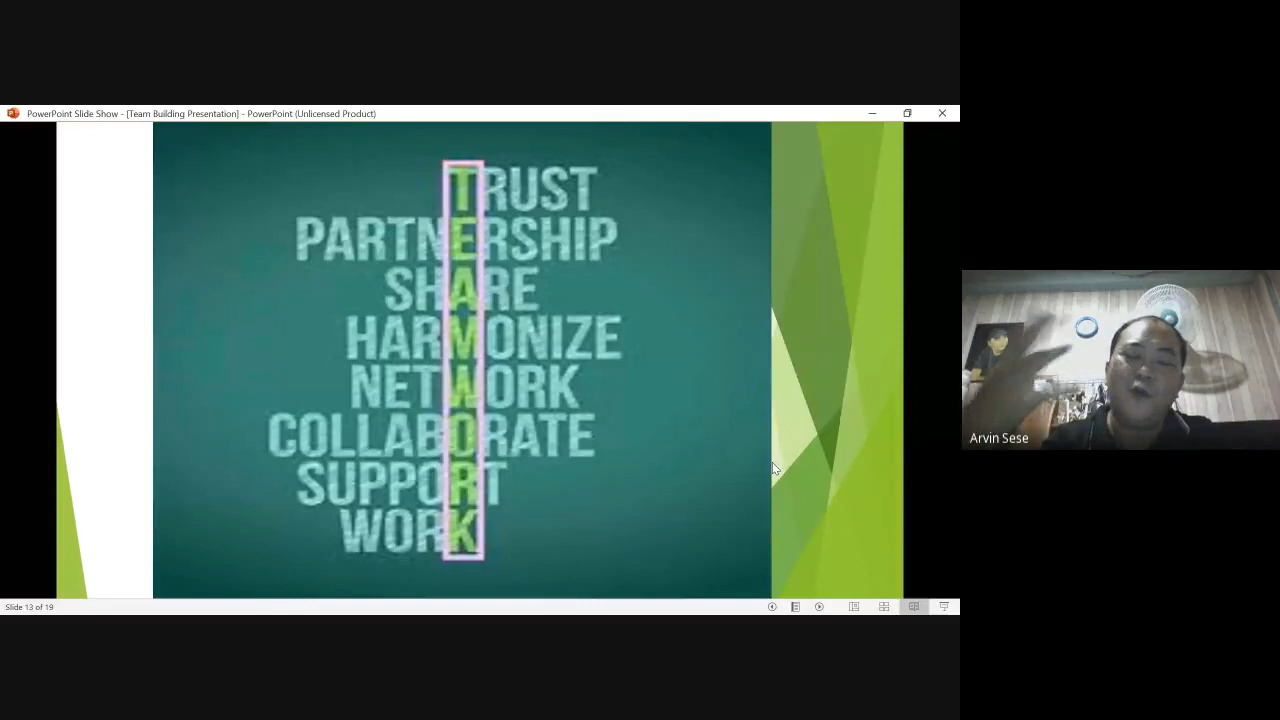 PowerPoint Slide Show - [Team Building Presentation] - PowerPoint (Unlicensed Product)
TRUST
PARTNERSHIP
SHARE
HARMONIZE
NETWORK
COLLABORATE
SUPPORT
WORK
Arvin Sese
Slide 13 of 19